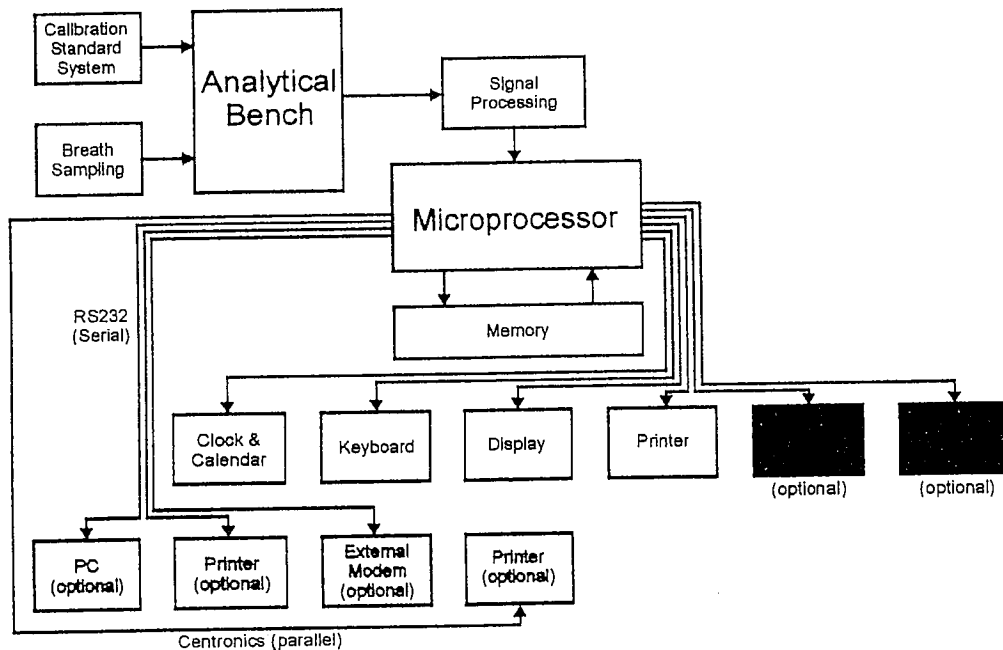 Calibration
Standard
System
Analytical
Bench
Signal
Processing
Breath
Sampling
Microprocessor
RS232
(Serial)
Memory
Clock &
Calendar
Keyboard
Display
Printer
(optional)
(optional)
PC
(optional)
Printer
(optional)
External
Modem
(optional)
Printer
(optional)
Centronics (parallel)